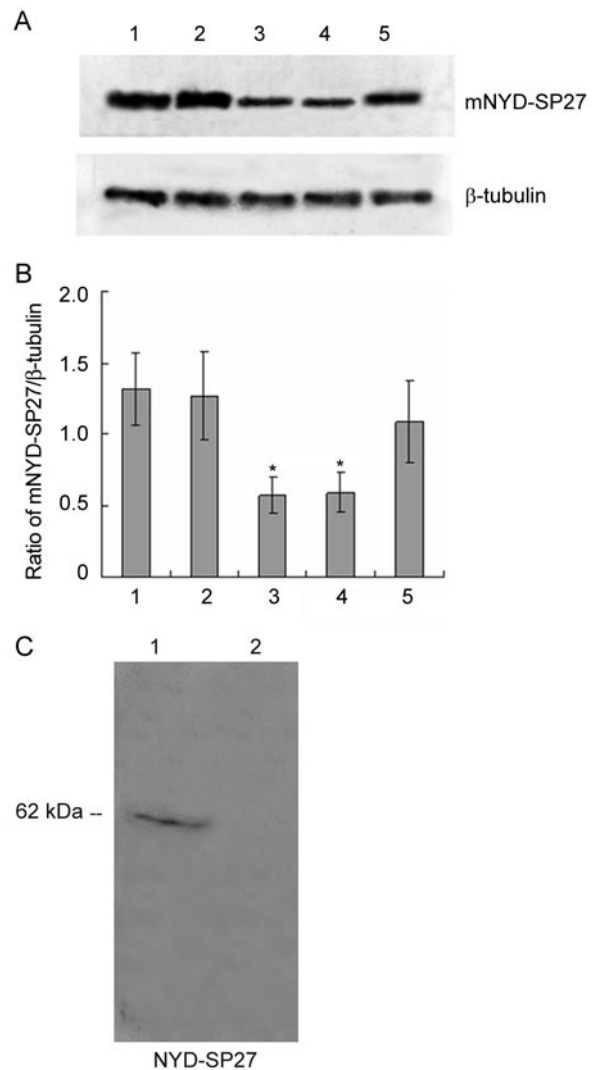 A
1 2 3 4 5
mNYD-SP27
β-tubulin
B
Ratio of mNYD-SP27/β-tubulin
2.0
1.5
1.0
0.5
0
* *
1 2 3 4 5
C
1 2
62 kDa --
NYD-SP27